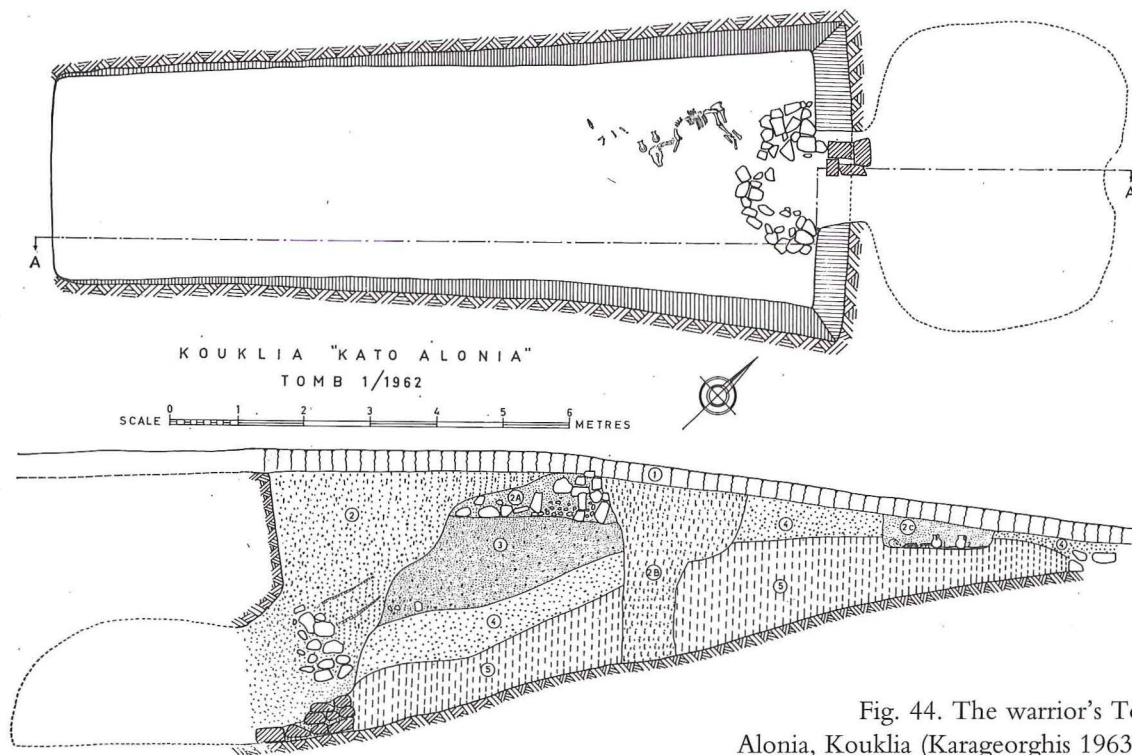 A
A
KOUKLIA "KATO ALONIA"
TOMB 1/1962
SCALE 0 1 2 3 4 5 6 METRES
1
2
2A
3
4
5
2B
4
5
2C
4
Fig. 44. The warrior's
Alonia, Kouklia (Karageorghis 1963